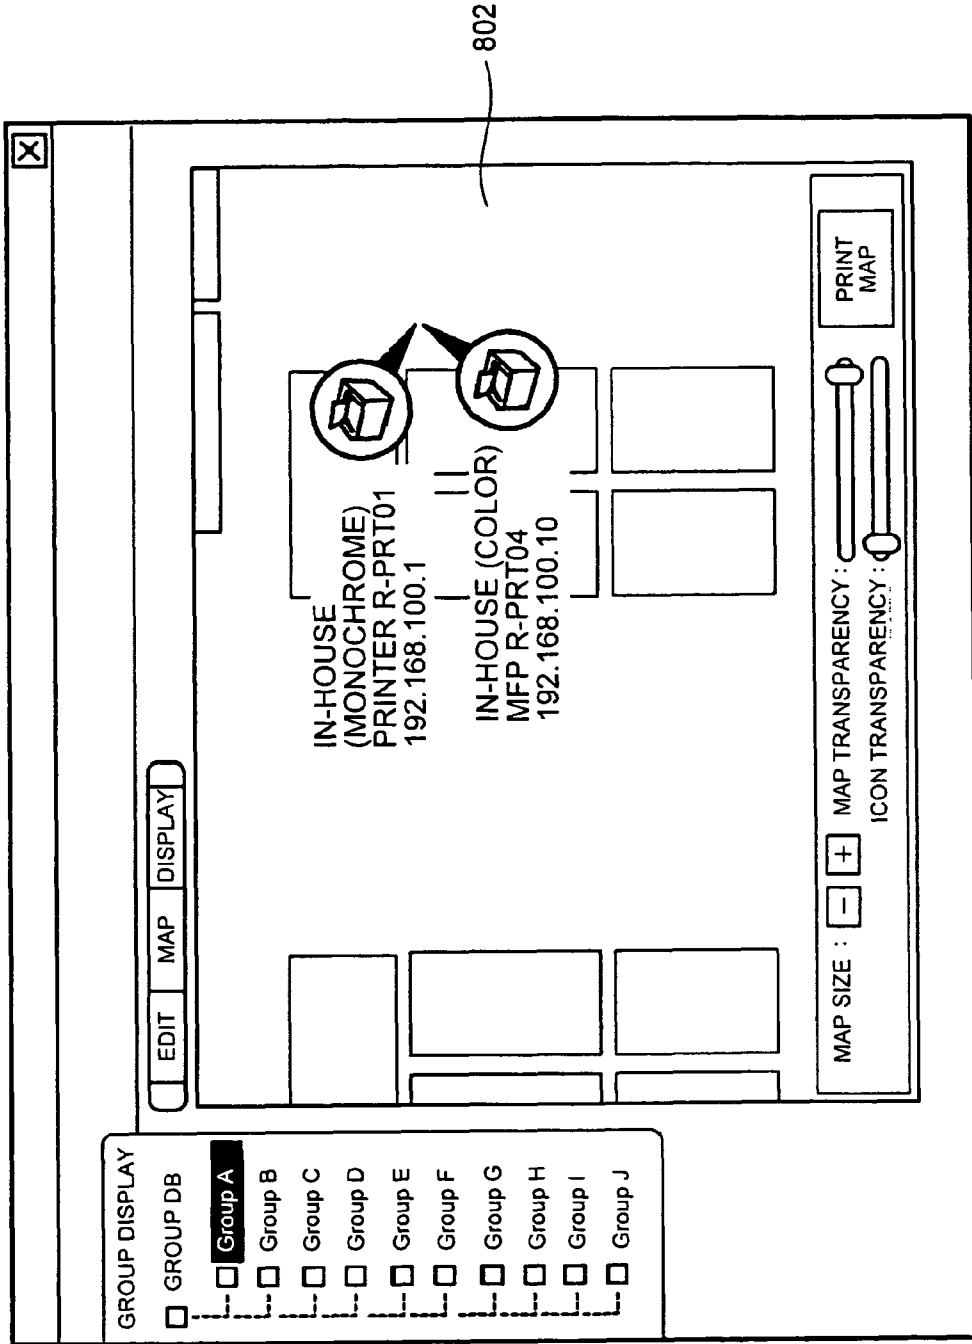 GROUP DISPLAY
GROUP DB
Group A
Group B
Group C
Group D
Group E
Group F
Group G
Group H
Group I
Group J
EDIT
MAP
DISPLAY
IN-HOUSE
(MONOCHROME)
PRINTER R-PRT01
192.168.100.1
IN-HOUSE (COLOR)
MFP R-PRT04
192.168.100.10
MAP SIZE :
−
+
MAP TRANSPARENCY :
ICON TRANSPARENCY :
PRINT
MAP
X
802